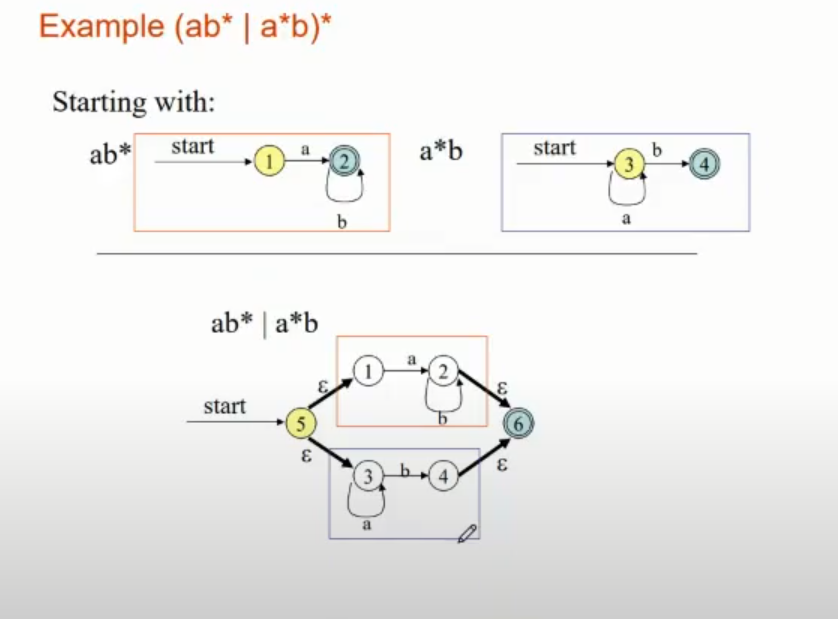 Example (ab* | a*b)*
Starting with:
ab* start 1 a 2 b
a*b start 3 b 4 a
ab* | a*b
start 5 ε 1 a 2 b ε 6
ε 3 b 4 a ε